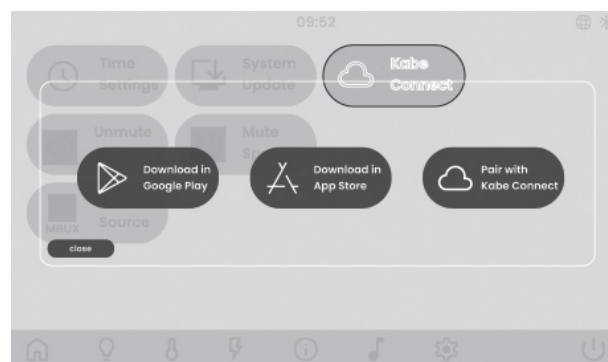 09:52
Time
Settings
System
Update
Kabe
Connect
Unmute
Mute
Download in
Google Play
Download in
App Store
Pair with
Kabe Connect
MBUX
Source
close